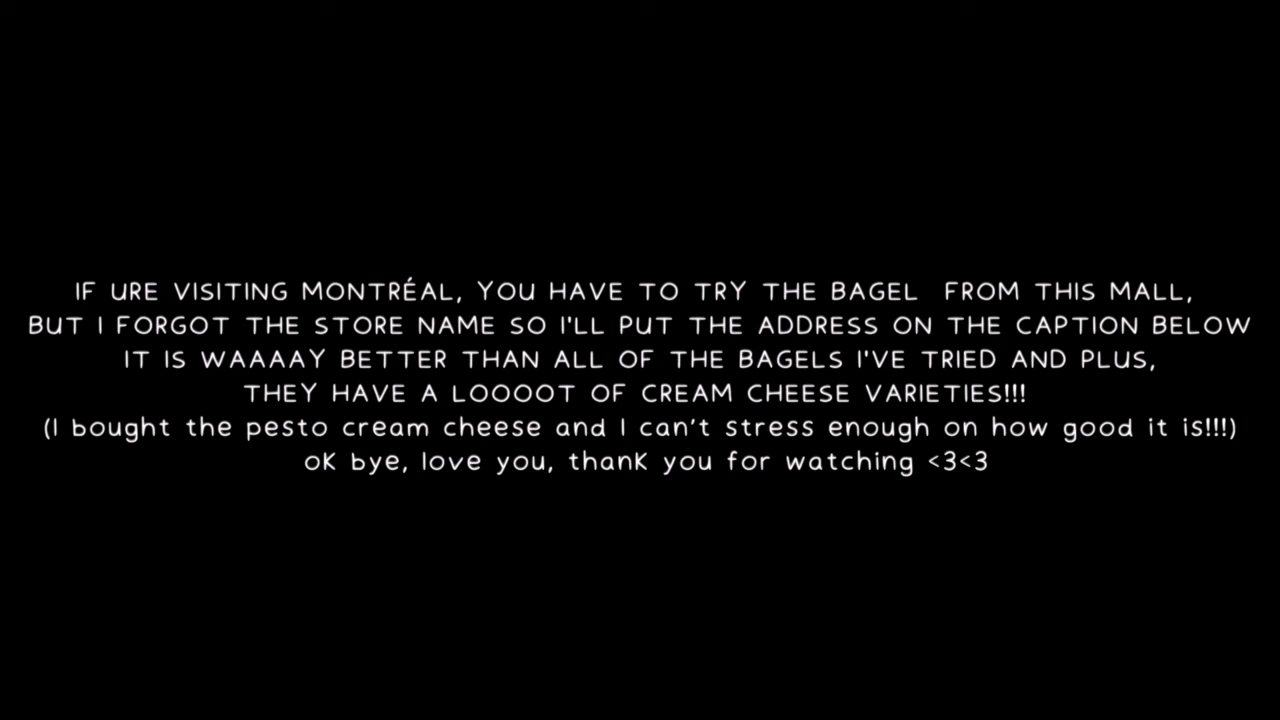 IF URE VISITING MONTRÉAL, YOU HAVE TO TRY THE BAGEL  FROM THIS MALL,
BUT I FORGOT THE STORE NAME SO I'LL PUT THE ADDRESS ON THE CAPTION BELOW
IT IS WAAAAY BETTER THAN ALL OF THE BAGELS I'VE TRIED AND PLUS,
THEY HAVE A LOOOOT OF CREAM CHEESE VARIETIES!!!
(I bought the pesto cream cheese and I can't stress enough on how good it is!!!)
oK bye, love you, thanK you for watching <3<3